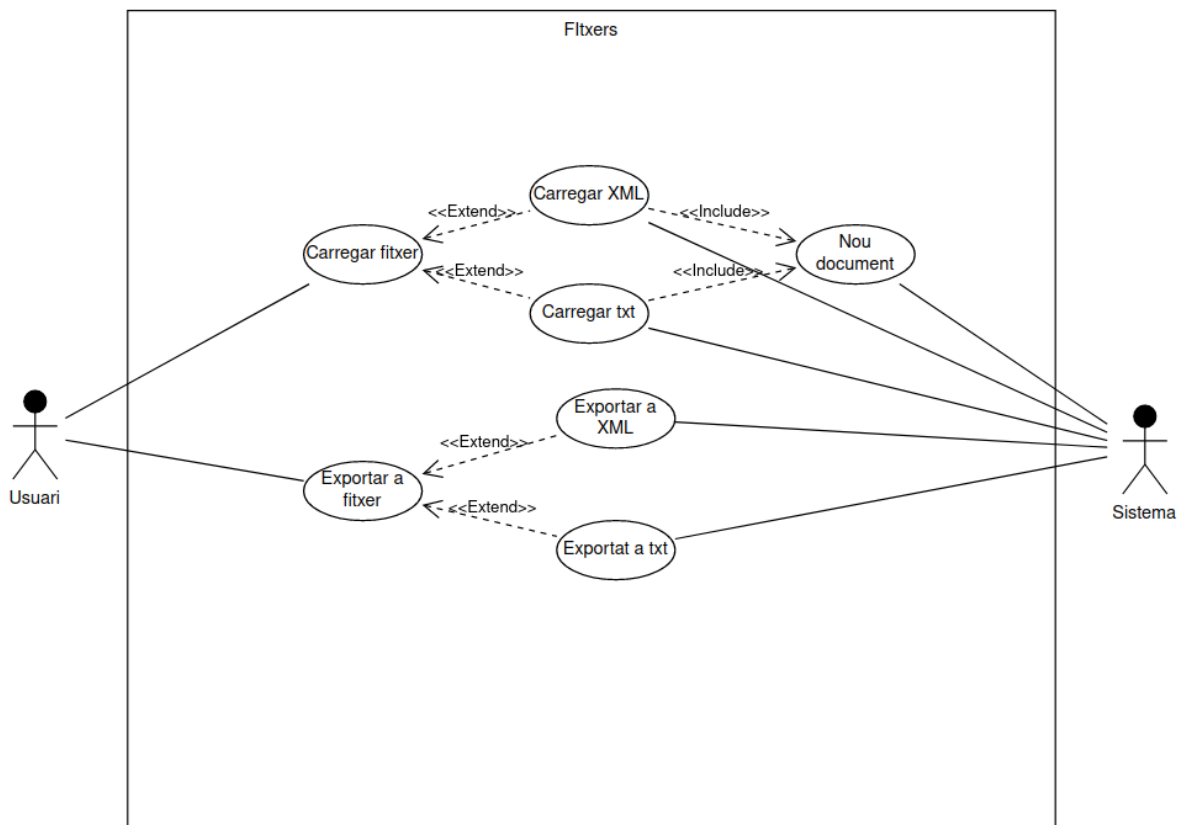 FItxers
Carregar XML
<<Extend>>
<<Include>>
Carregar fitxer
Nou
document
<<Extend>>
<<Include>>
Carregar txt
Exportar a
XML
<<Extend>>
Exportar a
fitxer
Usuari
<<Extend>>
Sistema
Exportat a txt